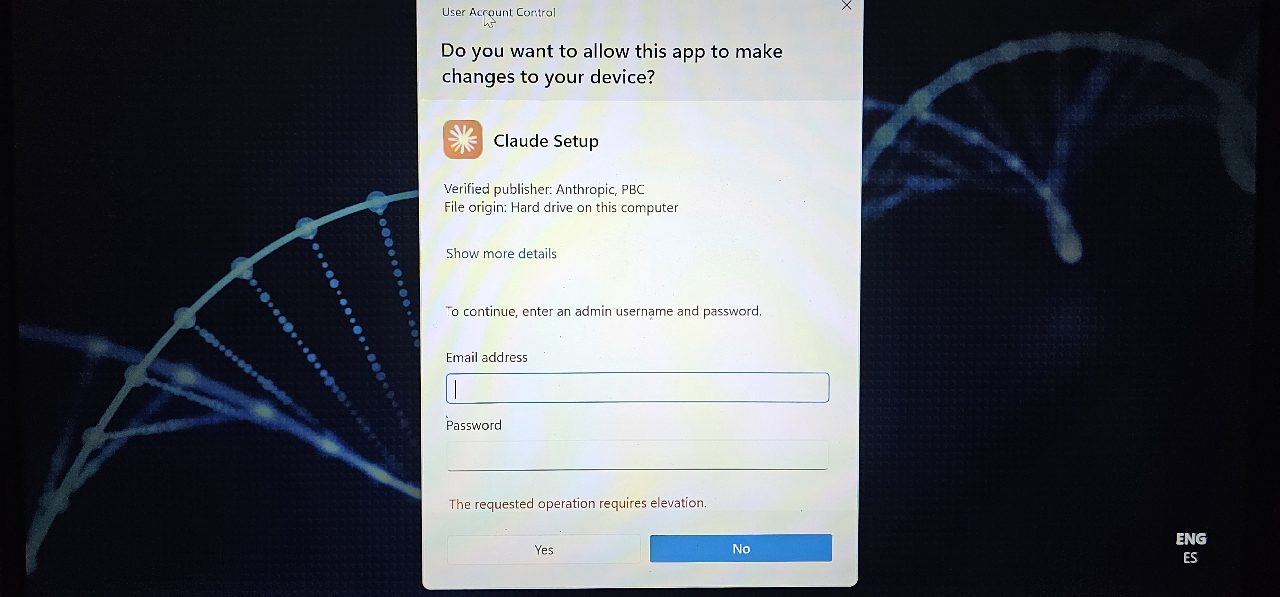 User Account Control
Do you want to allow this app to make
changes to your device?
Claude Setup
Verified publisher: Anthropic, PBC
File origin: Hard drive on this computer
Show more details
To continue, enter an admin username and password.
Email address
Password
The requested operation requires elevation.
Yes
No
ENG
ES